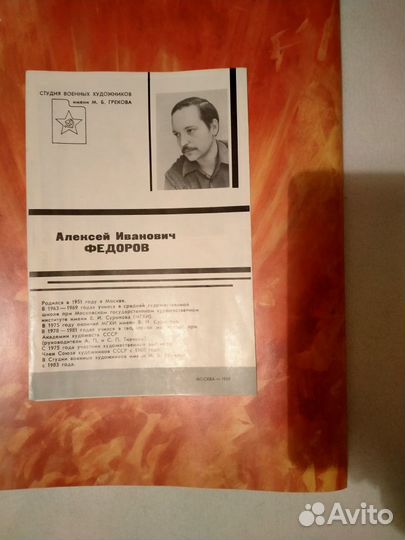 СТУДИЯ ВОЕННЫХ ХУДОЖНИКОВ
имени М. Б. ГРЕКОВА
Алексей Иванович
ФЕДОРОВ
Родился в 1951 году в Москве.
В 1963—1969 годах учился в средней художественной
школе при Московском государственном художественном
институте имени В. И. Сурикова (МГХИ).
В 1975 году окончил МГХИ имени В. И. Сурикова.
В 1978—1981 годах учился в при
Академии художеств СССР
(руководители А. П. и С. П. Ткачевы).
С 1975 года участник художественных
Член Союза художников СССР с
В Студии военных художников имени М. Б. Грекова
с 1983 года.
МОСКВА —
Avito